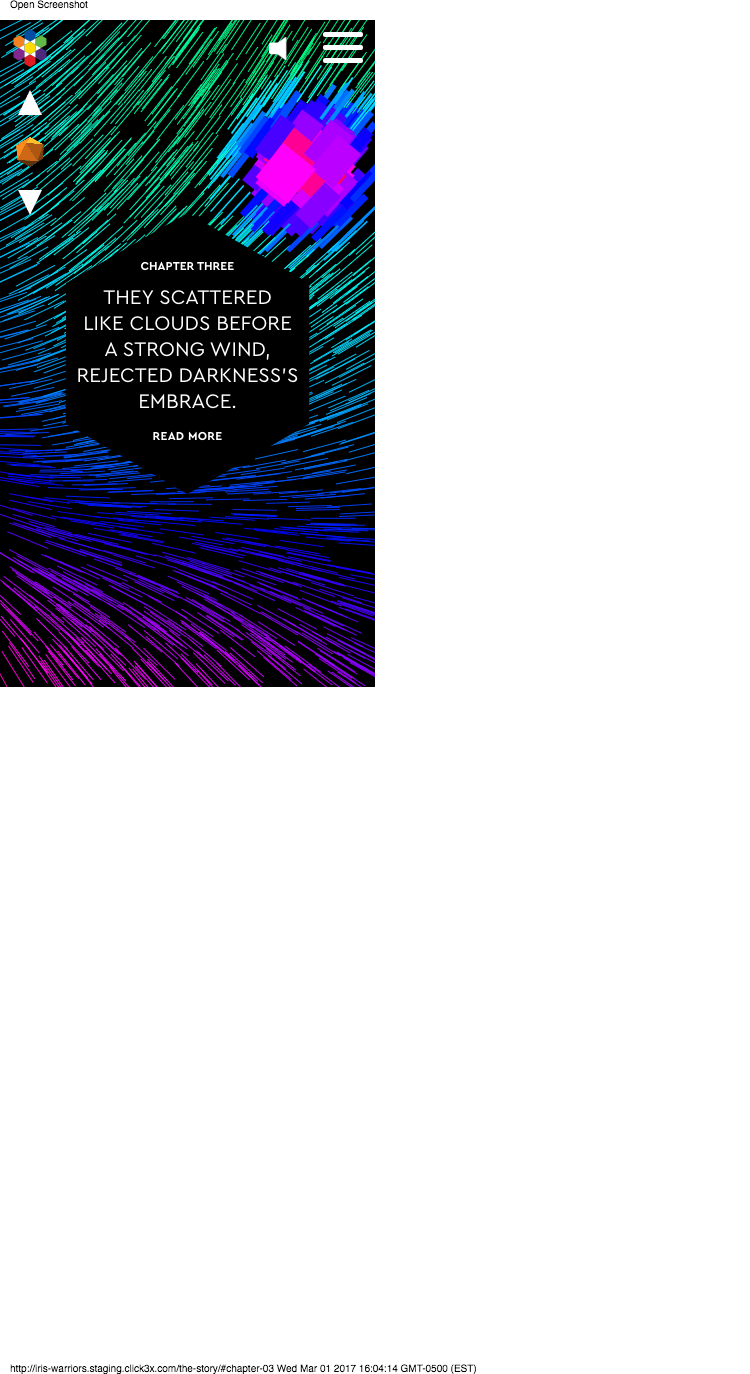 Open Screenshot
CHAPTER THREE
THEY SCATTERED
LIKE CLOUDS BEFORE
A STRONG WIND,
REJECTED DARKNESS'S
EMBRACE.
READ MORE
http://iris-warriors.staging.click3x.com/the-story/#chapter-03 Wed Mar 01 2017 16:04:14 GMT-0500 (EST)